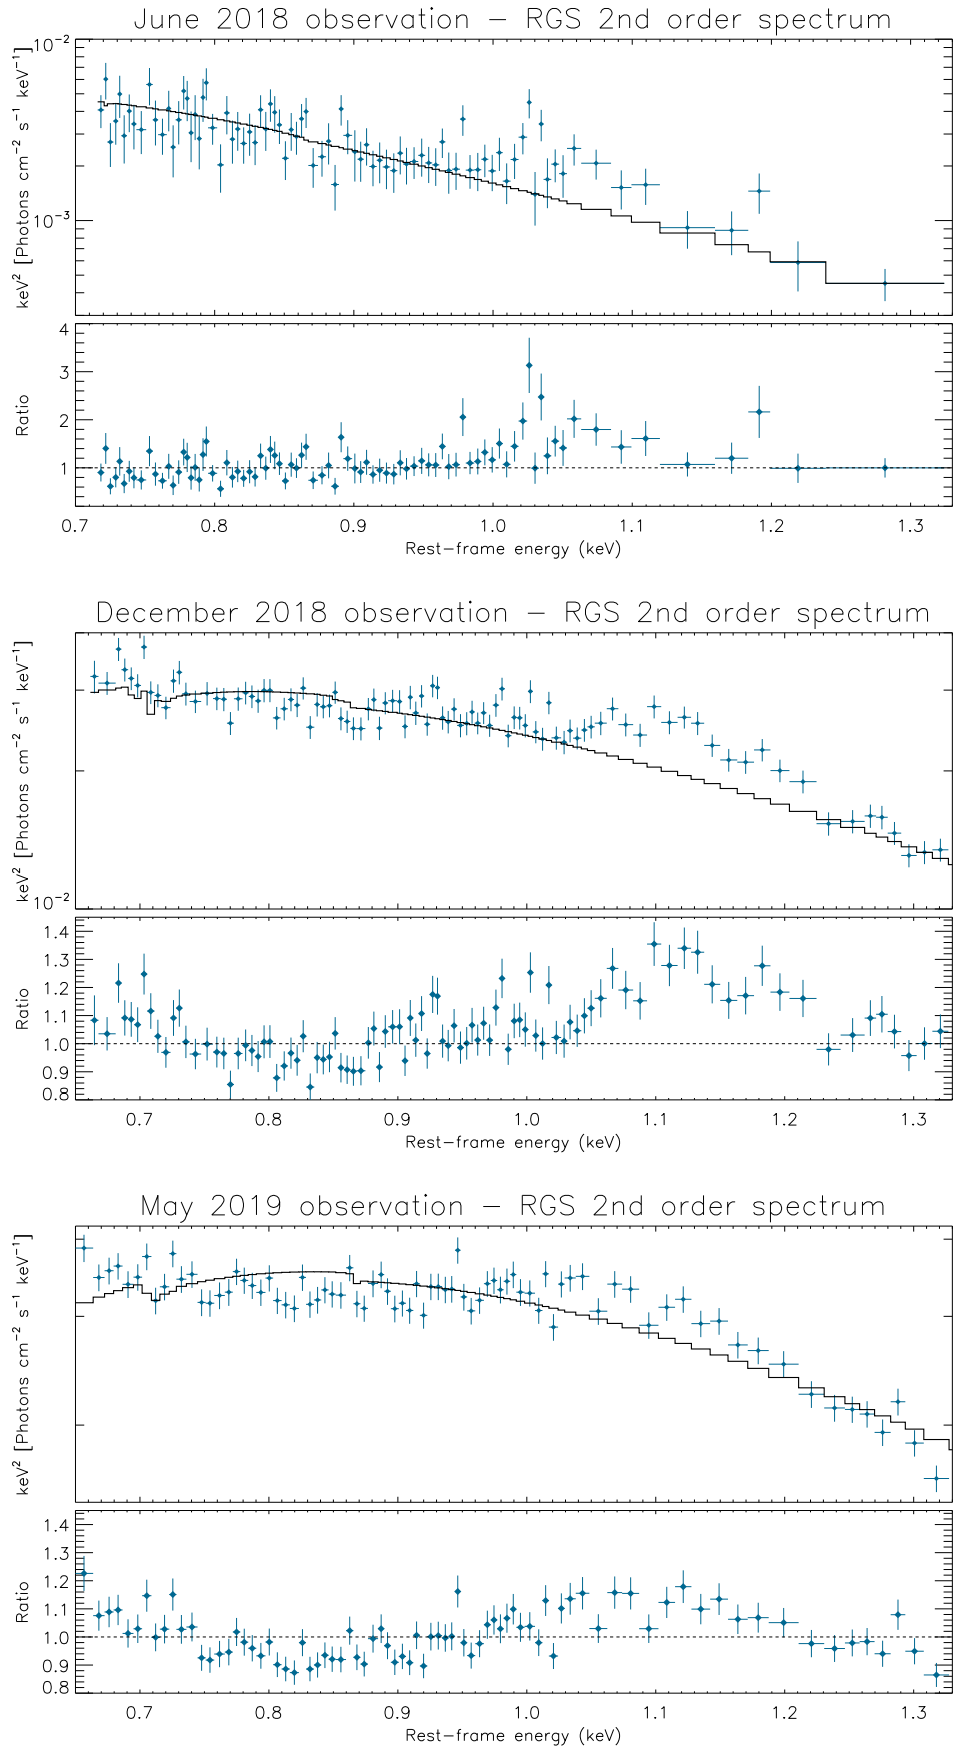 June 2018 observation – RGS 2nd order spectrum
keV² [Photons cm⁻² s⁻¹ keV⁻¹]
10⁻²
10⁻³
Ratio
4
3
2
1
0.7 0.8 0.9 1.0 1.1 1.2 1.3
Rest-frame energy (keV)
December 2018 observation – RGS 2nd order spectrum
keV² [Photons cm⁻² s⁻¹ keV⁻¹]
10⁻²
Ratio
1.4
1.3
1.2
1.1
1.0
0.9
0.8
0.7 0.8 0.9 1.0 1.1 1.2 1.3
Rest-frame energy (keV)
May 2019 observation – RGS 2nd order spectrum
keV² [Photons cm⁻² s⁻¹ keV⁻¹]
Ratio
1.4
1.3
1.2
1.1
1.0
0.9
0.8
0.7 0.8 0.9 1.0 1.1 1.2 1.3
Rest-frame energy (keV)